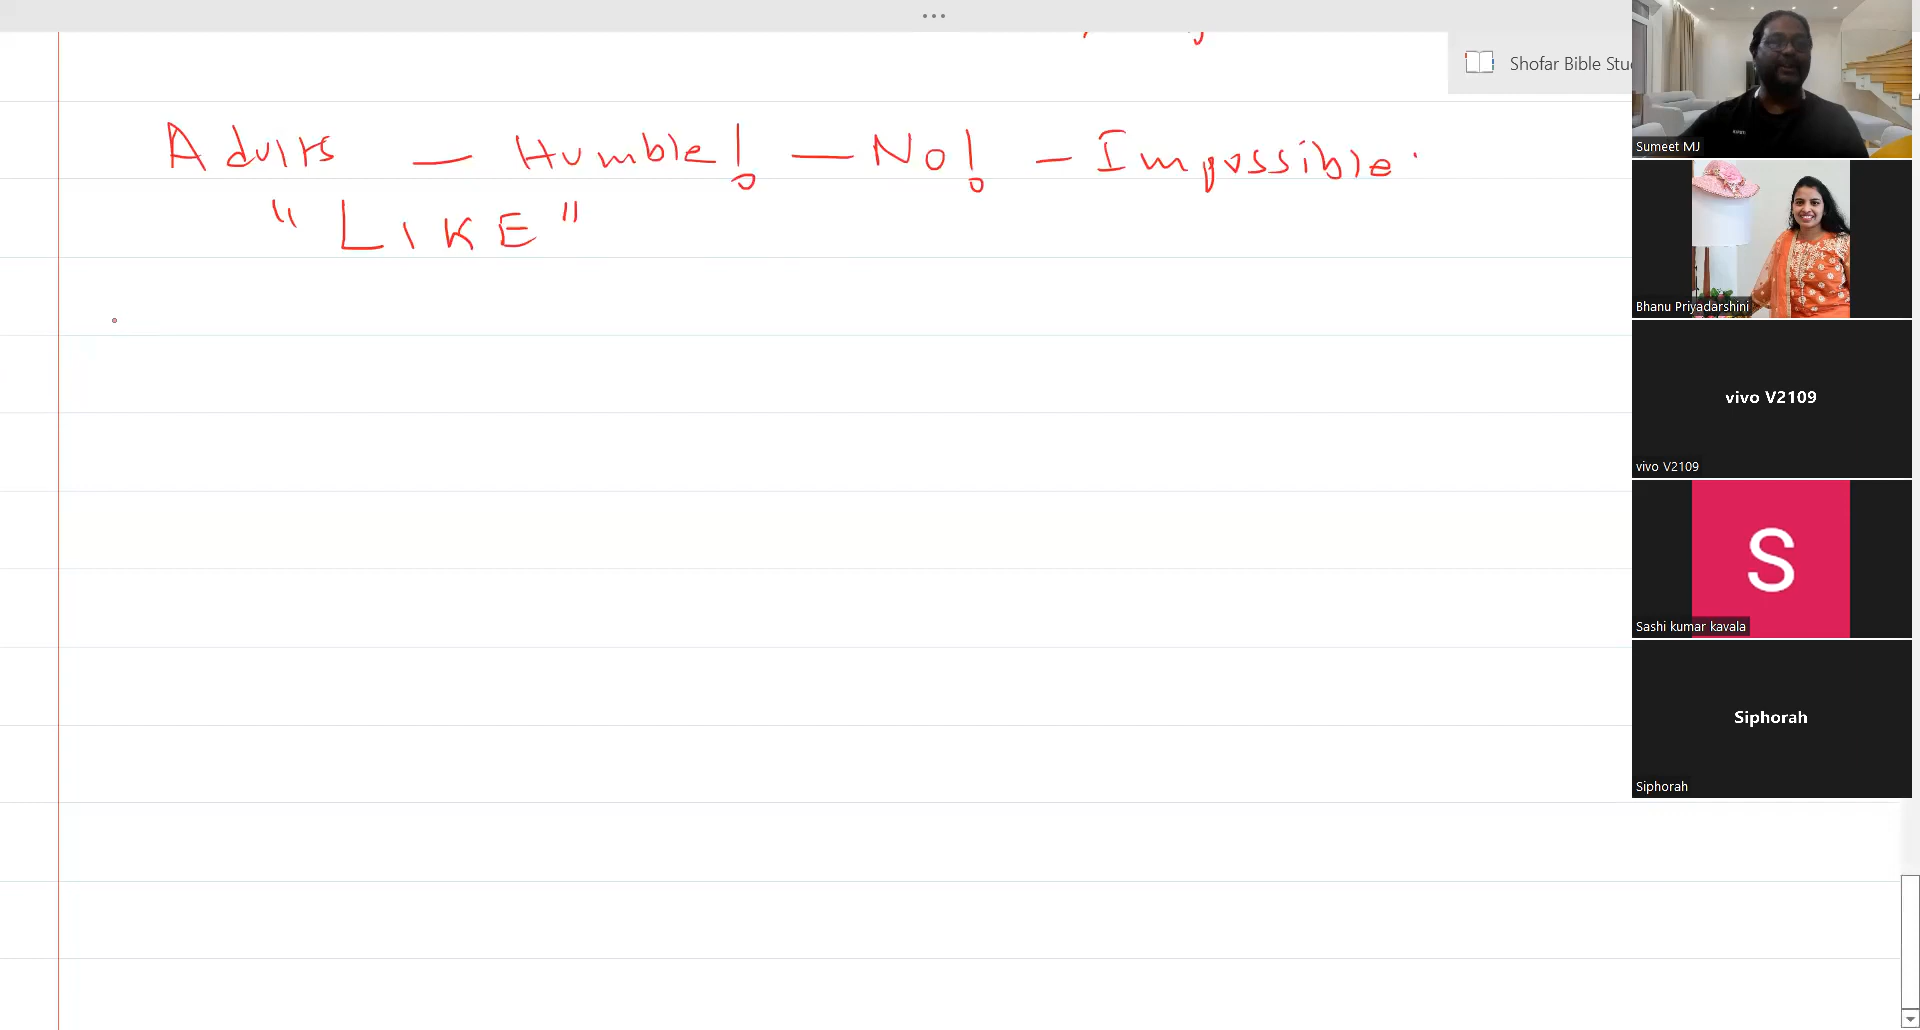 Shofar Bible Stu
Adults — Humble! — No! — Impossible.
"LIKE"
Sumeet MJ
Bhanu Priyadarshini
vivo V2109
vivo V2109
S
Sashi kumar kavala
Siphorah
Siphorah